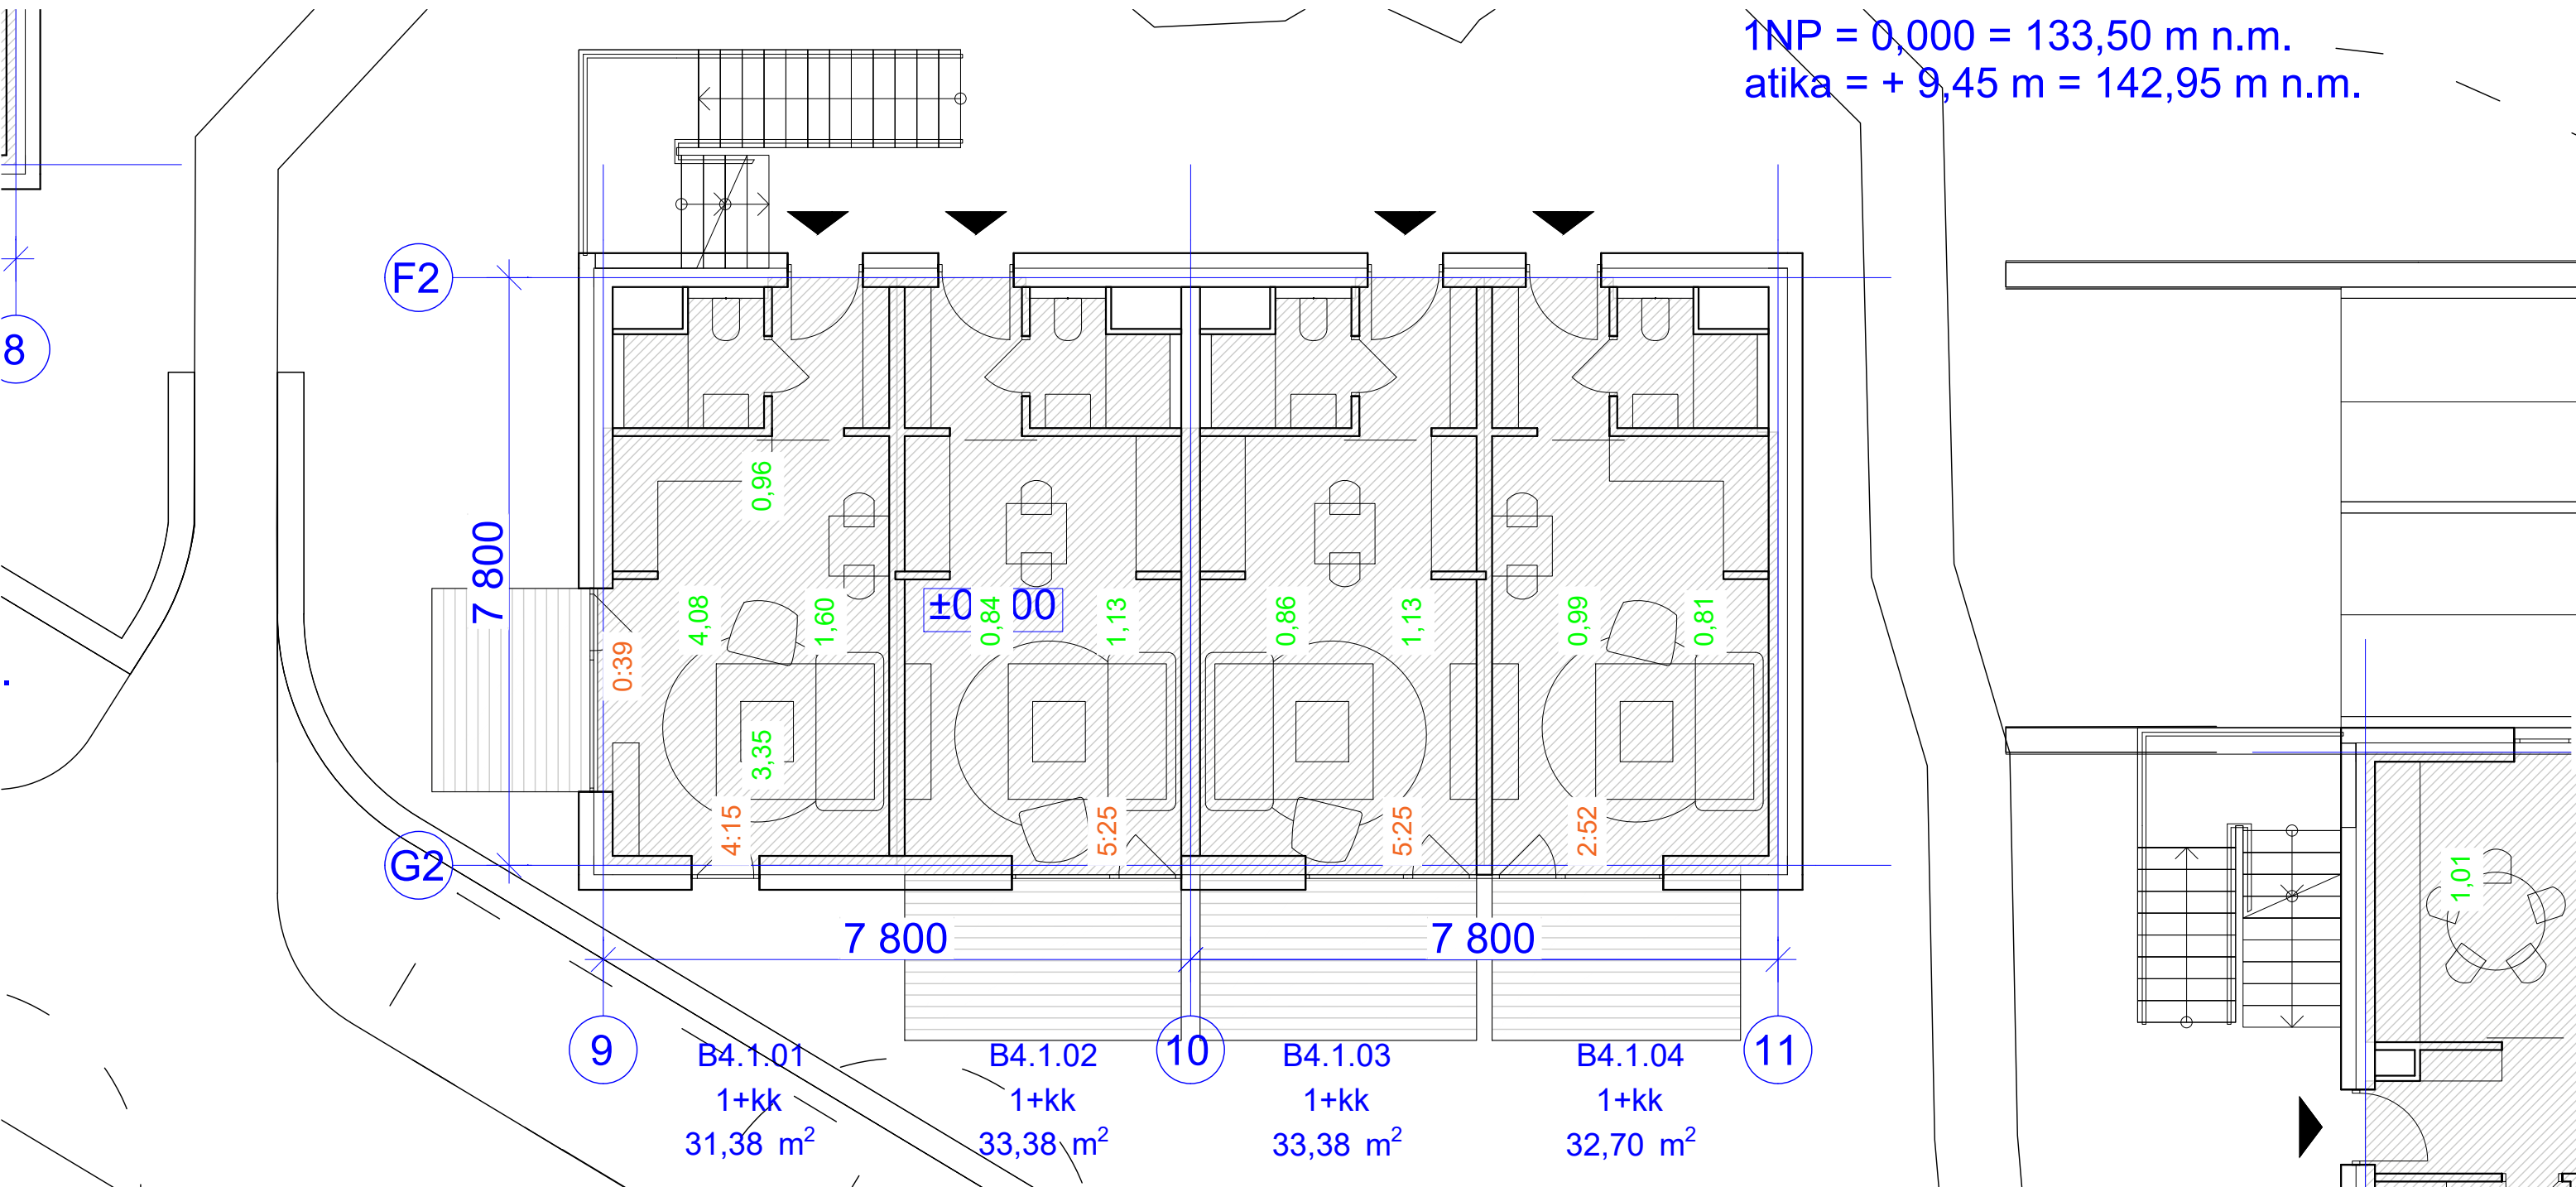 1NP = 0,000 = 133,50 m n.m.
atika = + 9,45 m = 142,95 m n.m.
F2
8
7 800
0,96
4,08
1,60
0,84
1,13
0,86
1,13
0,99
0,81
0:39
3,35
4:15
5:25
5:25
2:52
G2
1,01
7 800
7 800
9
10
11
B4.1.01
1+kk
31,38 m²
B4.1.02
1+kk
33,38 m²
B4.1.03
1+kk
33,38 m²
B4.1.04
1+kk
32,70 m²